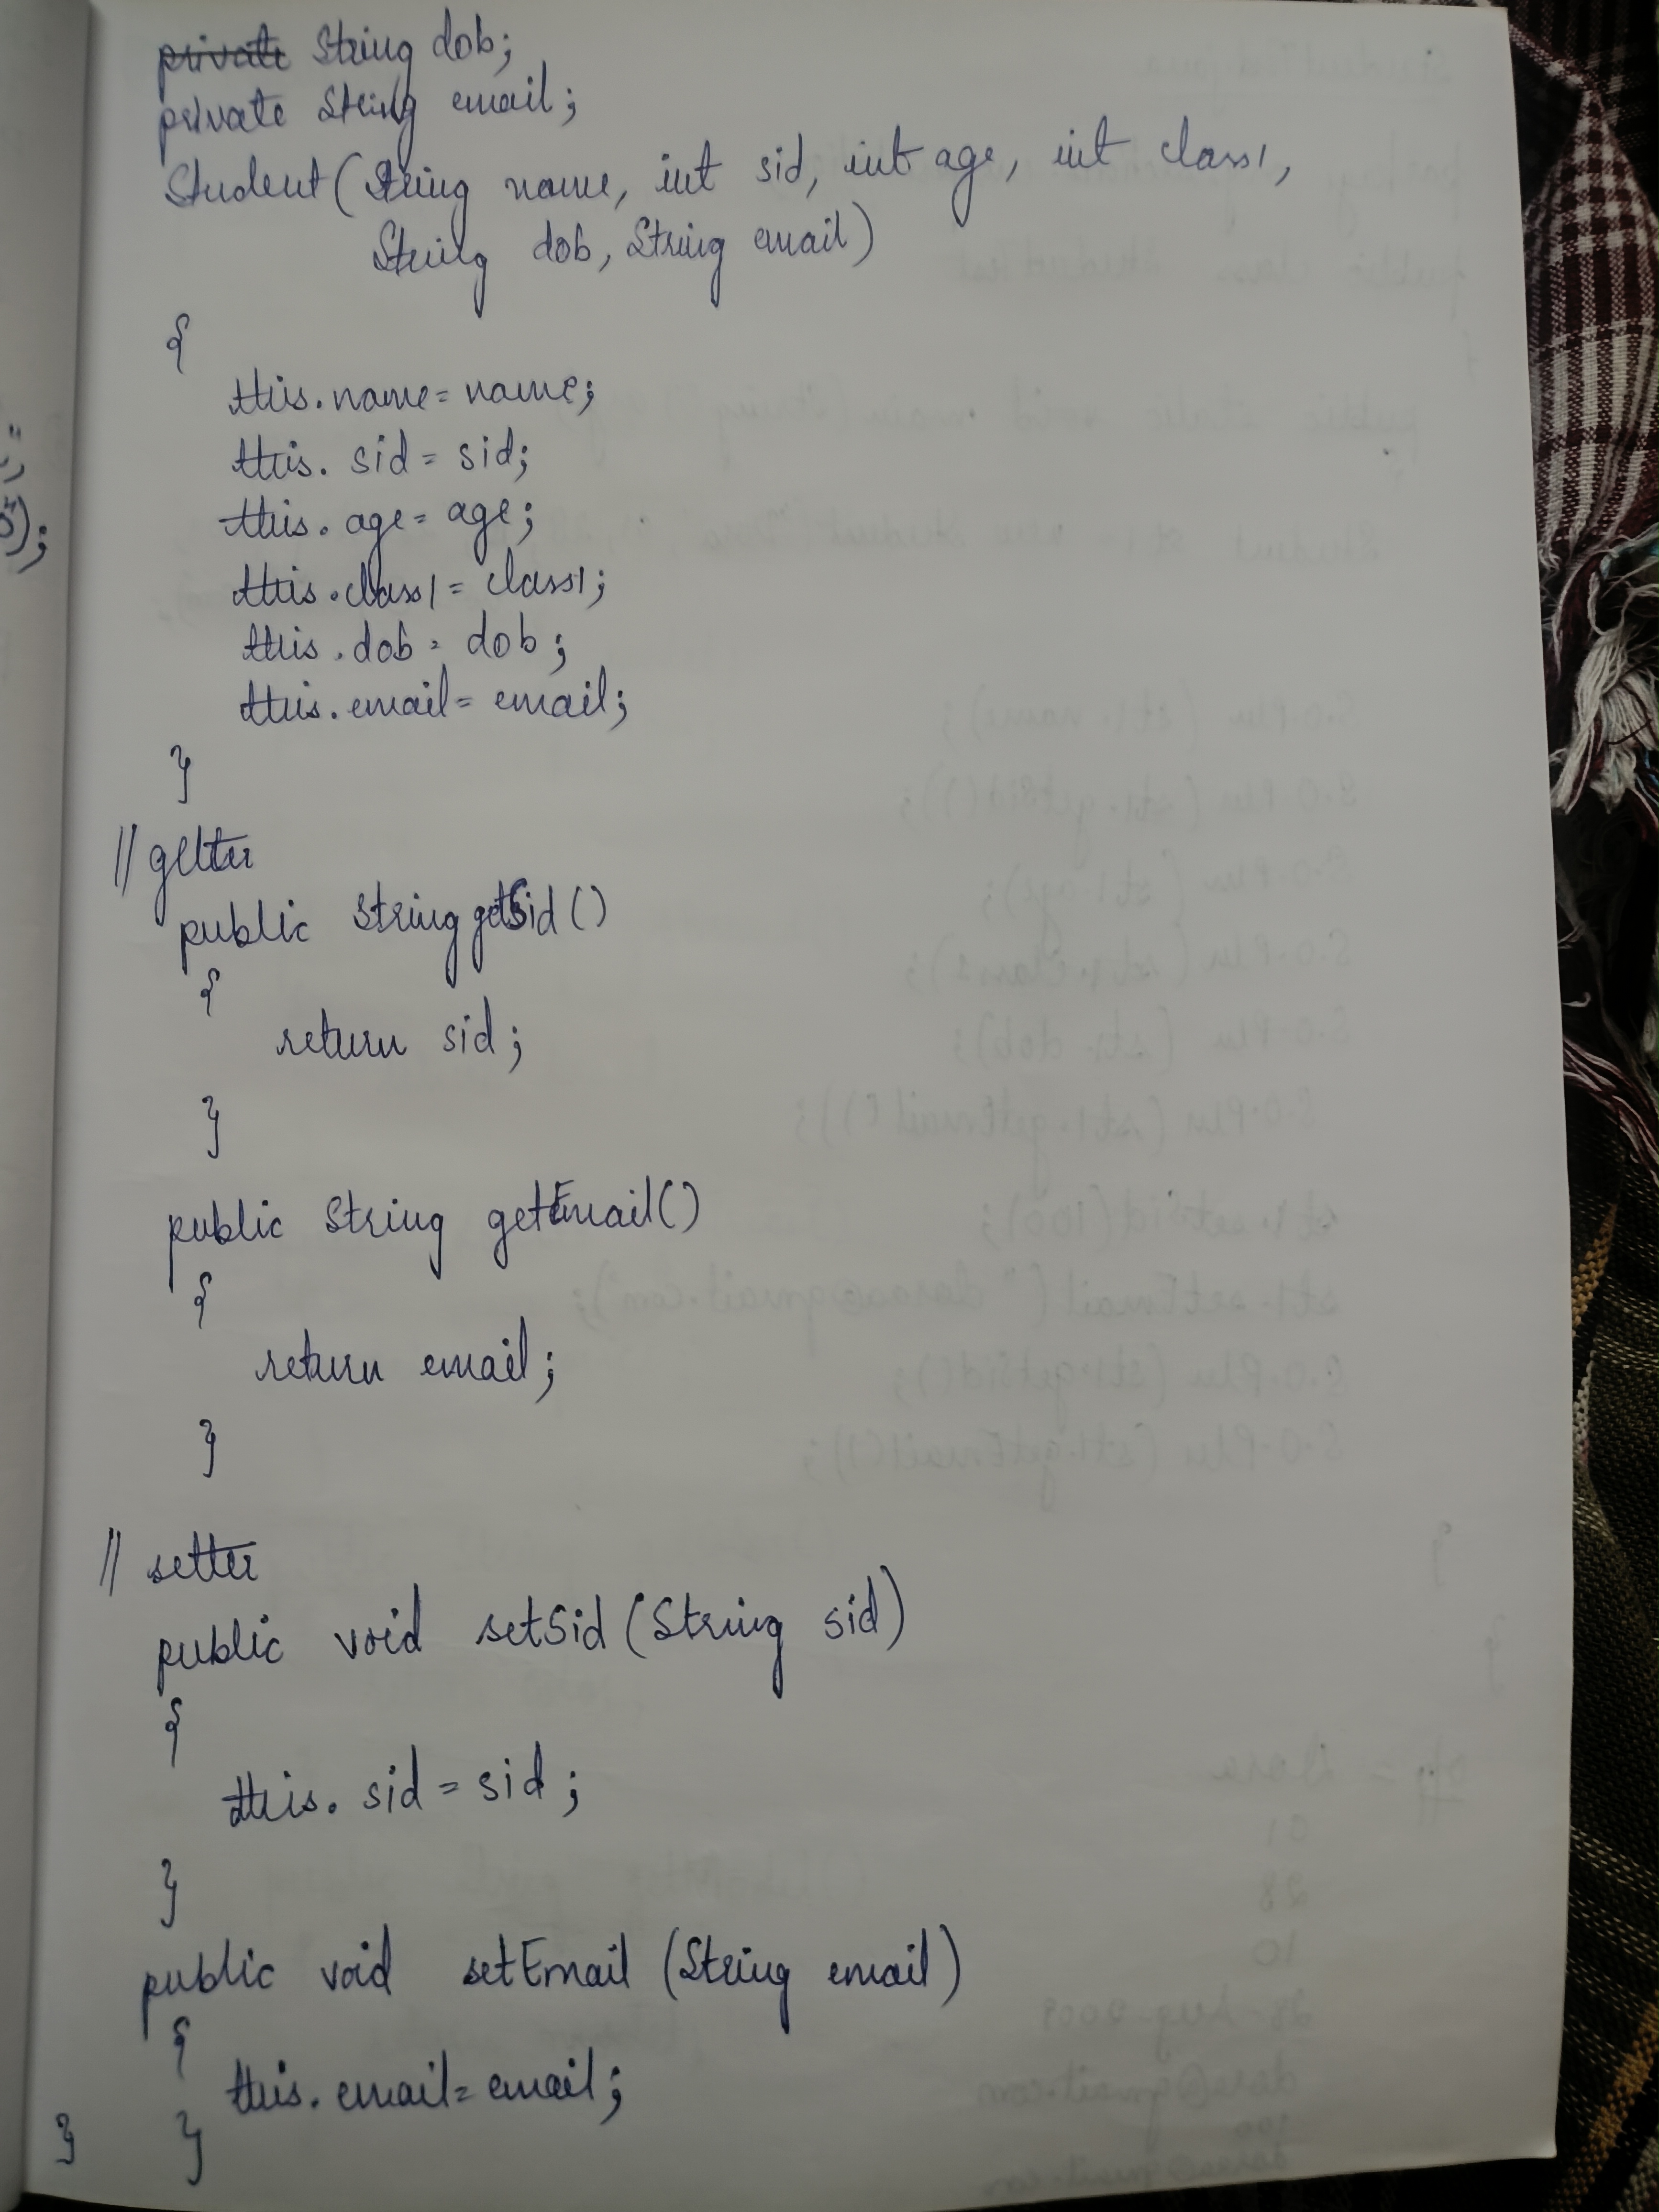 private String dob;
private String email;
Student(String name, int sid, int age, int class1,
String dob, String email)
{
this.name = name;
this. sid = sid;
this. age = age;
this.class1 = class1;
this.dob = dob;
this.email = email;
}
// getter
public String getSid()
{
return sid;
}
public String getEmail()
{
return email;
}
// setter
public void setSid (String sid)
{
this. sid = sid;
}
public void setEmail (String email)
{
this. email = email;
} }